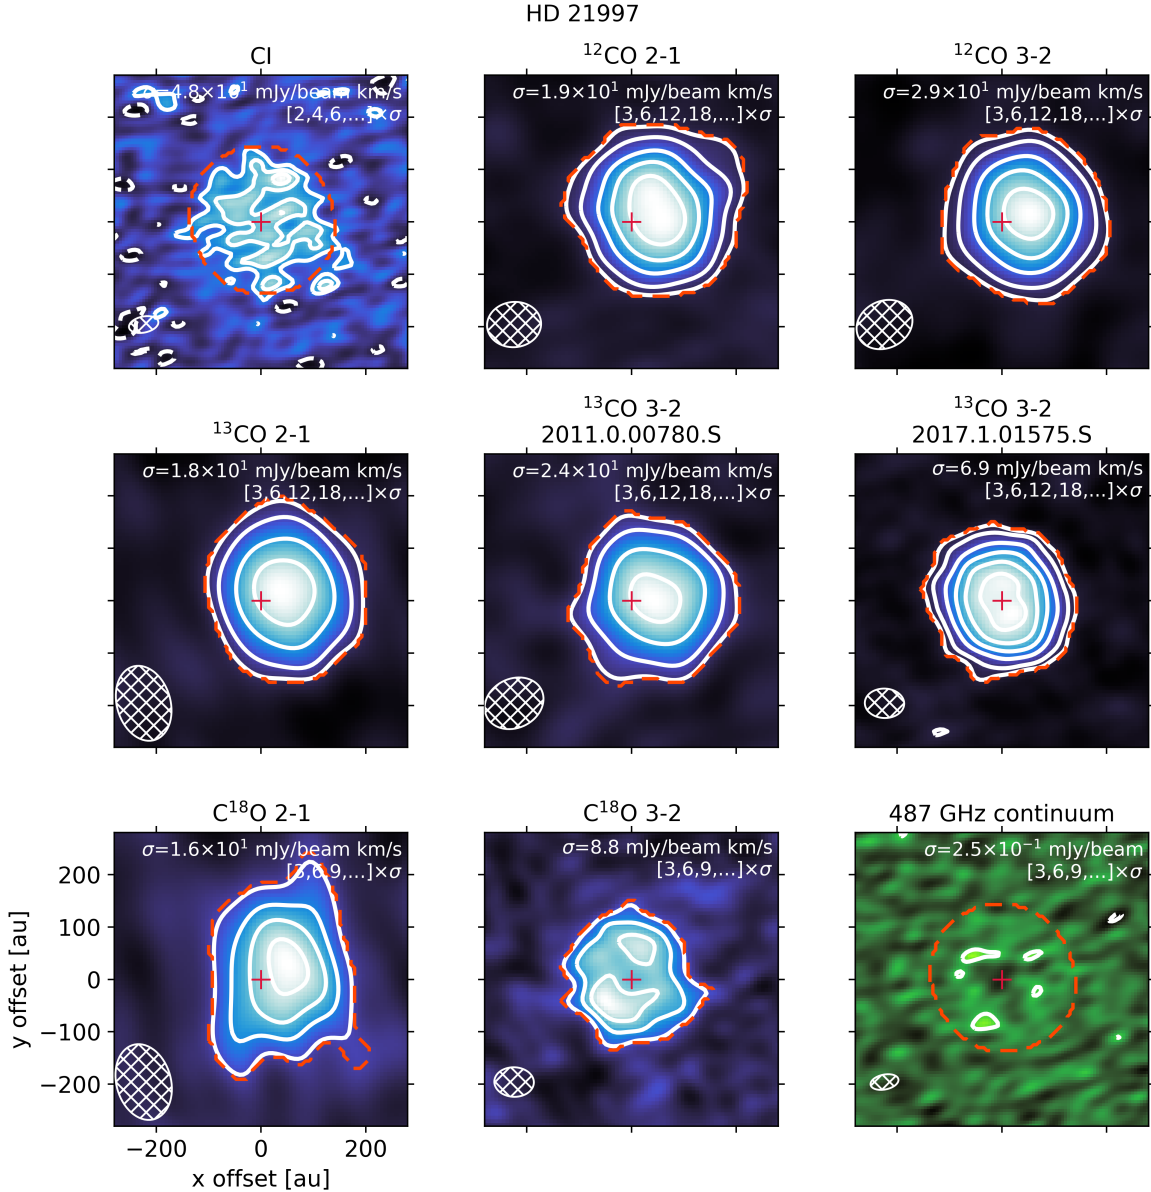 HD 21997
CI
σ=4.8×10¹ mJy/beam km/s
[2,4,6,...]×σ
¹²CO 2-1
σ=1.9×10¹ mJy/beam km/s
[3,6,12,18,...]×σ
¹²CO 3-2
σ=2.9×10¹ mJy/beam km/s
[3,6,12,18,...]×σ
¹³CO 2-1
σ=1.8×10¹ mJy/beam km/s
[3,6,12,18,...]×σ
¹³CO 3-2
2011.0.00780.S
σ=2.4×10¹ mJy/beam km/s
[3,6,12,18,...]×σ
¹³CO 3-2
2017.1.01575.S
σ=6.9 mJy/beam km/s
[3,6,12,18,...]×σ
C¹⁸O 2-1
σ=1.6×10¹ mJy/beam km/s
[3,6,9,...]×σ
200
100
0
−100
−200
y offset [au]
−200 0 200
x offset [au]
C¹⁸O 3-2
σ=8.8 mJy/beam km/s
[3,6,9,...]×σ
487 GHz continuum
σ=2.5×10⁻¹ mJy/beam
[3,6,9,...]×σ